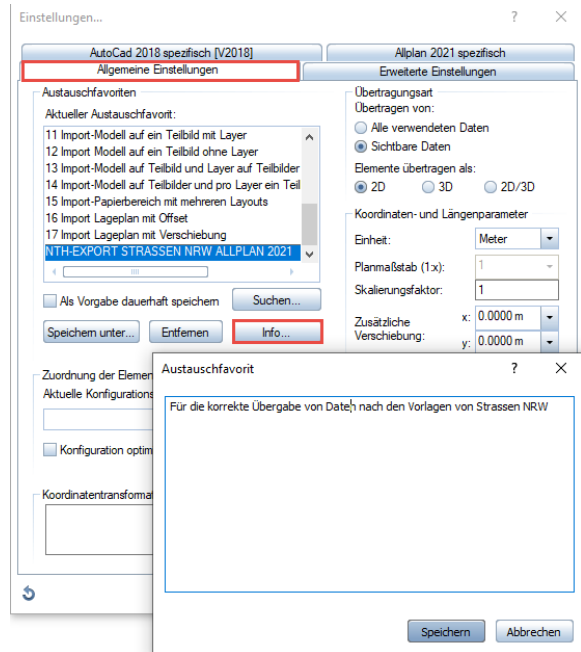 Einstellungen...
?
AutoCad 2018 spezifisch [V2018]
Allplan 2021 spezifisch
Allgemeine Einstellungen
Erweiterte Einstellungen
Austauschfavoriten
Aktueller Austauschfavorit:
11 Import-Modell auf ein Teilbild mit Layer
12 Import Modell auf ein Teilbild ohne Layer
13 Import-Modell auf Teilbild und Layer auf Teilbilder
14 Import-Modell auf Teilbilder und pro Layer ein Teil
15 Import-Papierbereich mit mehreren Layouts
16 Import Lageplan mit Offset
17 Import Lageplan mit Verschiebung
NTH-EXPORT STRASSEN NRW ALLPLAN 2021
Als Vorgabe dauerhaft speichern
Suchen...
Speichern unter...
Entfernen
Info...
Übertragungsart
Übertragen von:
Alle verwendeten Daten
Sichtbare Daten
Elemente übertragen als:
2D
3D
2D/3D
Koordinaten- und Längenparameter
Einheit:
Meter
Planmaßstab (1:x):
1
Skalierungsfaktor:
1
Zusätzliche
Verschiebung:
x:
0.0000 m
y:
0.0000 m
Zuordnung der Elemen
Aktuelle Konfigurations
Konfiguration optim
Koordinatentransformat
Austauschfavorit
?
Für die korrekte Übergabe von Daten nach den Vorlagen von Strassen NRW
Speichern
Abbrechen